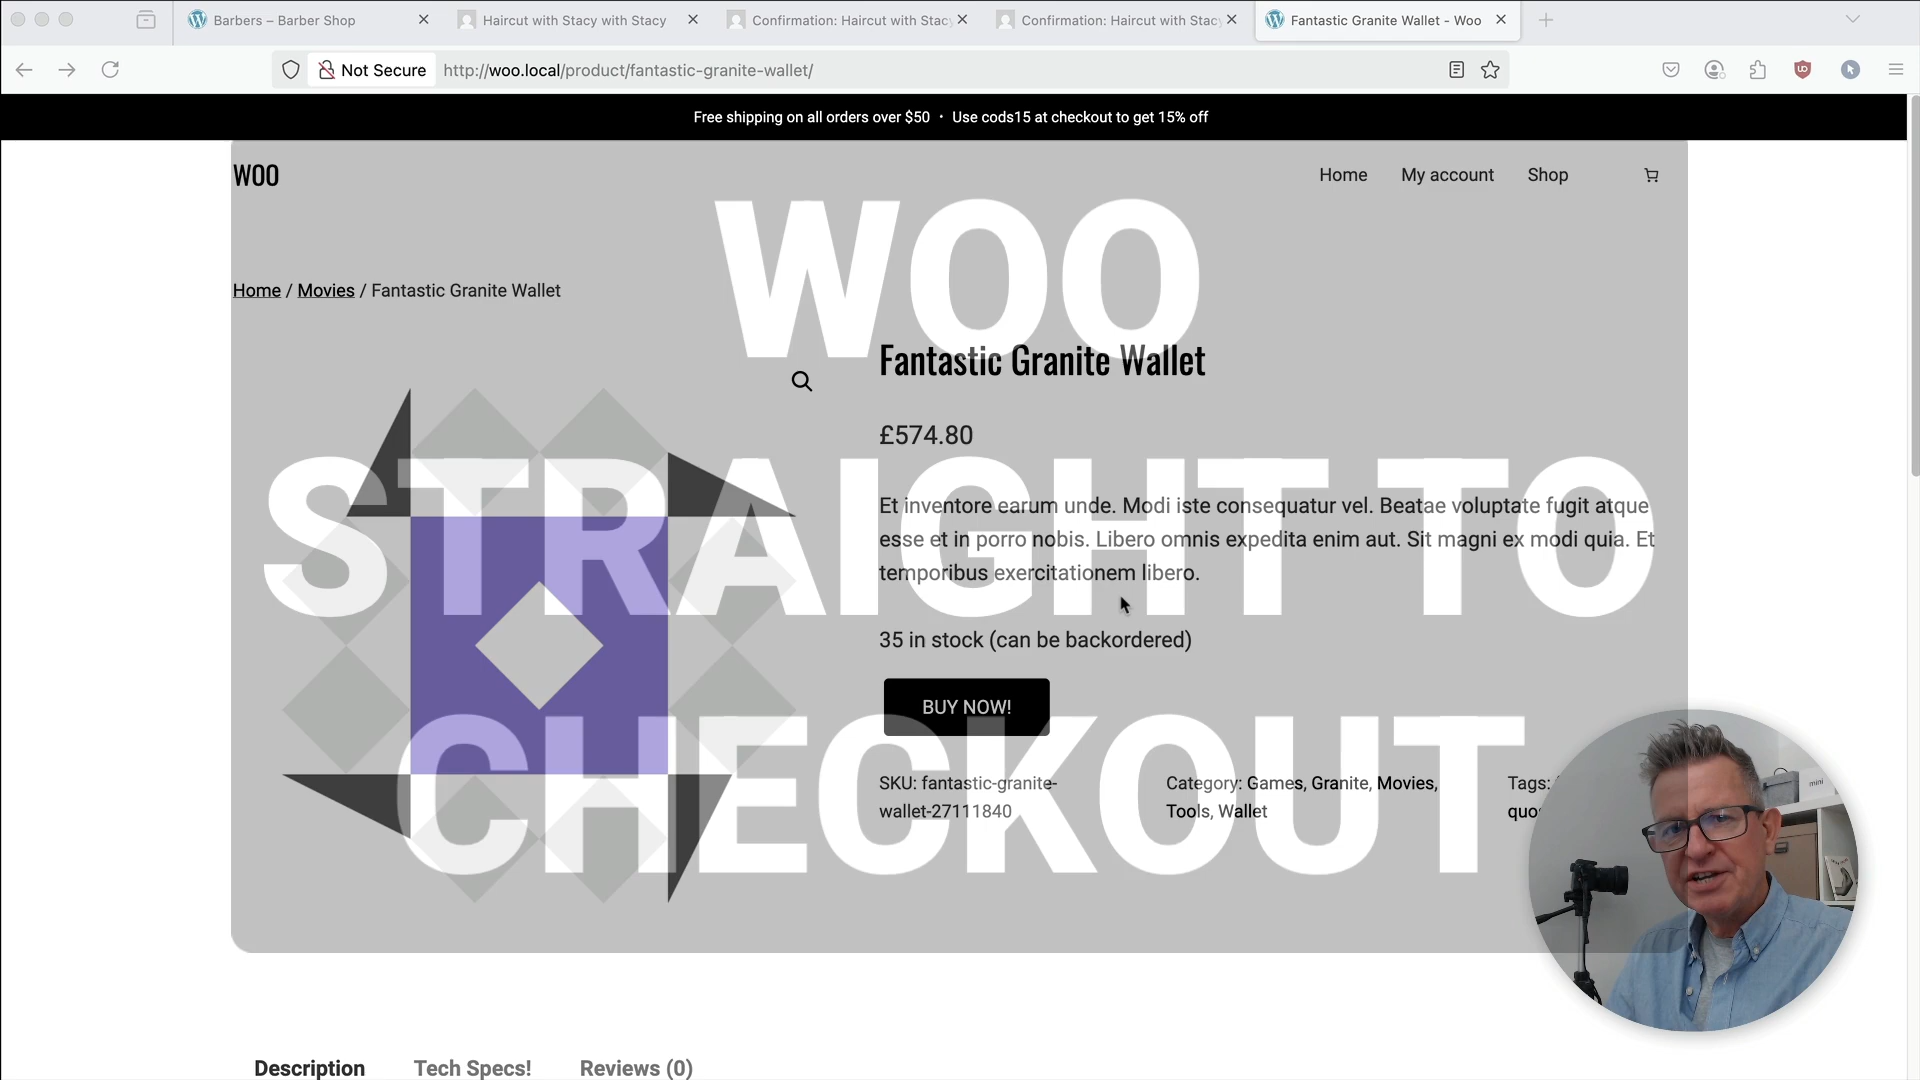 Barbers – Barber Shop
Haircut with Stacy with Stacy
Confirmation: Haircut with Stac
Confirmation: Haircut with Stac
Fantastic Granite Wallet - Woo
Not Secure
http://woo.local/product/fantastic-granite-wallet/
Free shipping on all orders over $50 · Use cods15 at checkout to get 15% off
WOO
Home
My account
Shop
WOO
Home / Movies / Fantastic Granite Wallet
Fantastic Granite Wallet
£574.80
STRAIGHT TO
Et inventore earum unde. Modi iste consequatur vel. Beatae voluptate fugit atque
esse et in porro nobis. Libero omnis expedita enim aut. Sit magni ex modi quia. Et
temporibus exercitationem libero.
35 in stock (can be backordered)
BUY NOW!
CHECKOUT
SKU: fantastic-granite-
wallet-27111840
Category: Games, Granite, Movies,
Tools, Wallet
Tags:
mini
Description
Tech Specs!
Reviews (0)